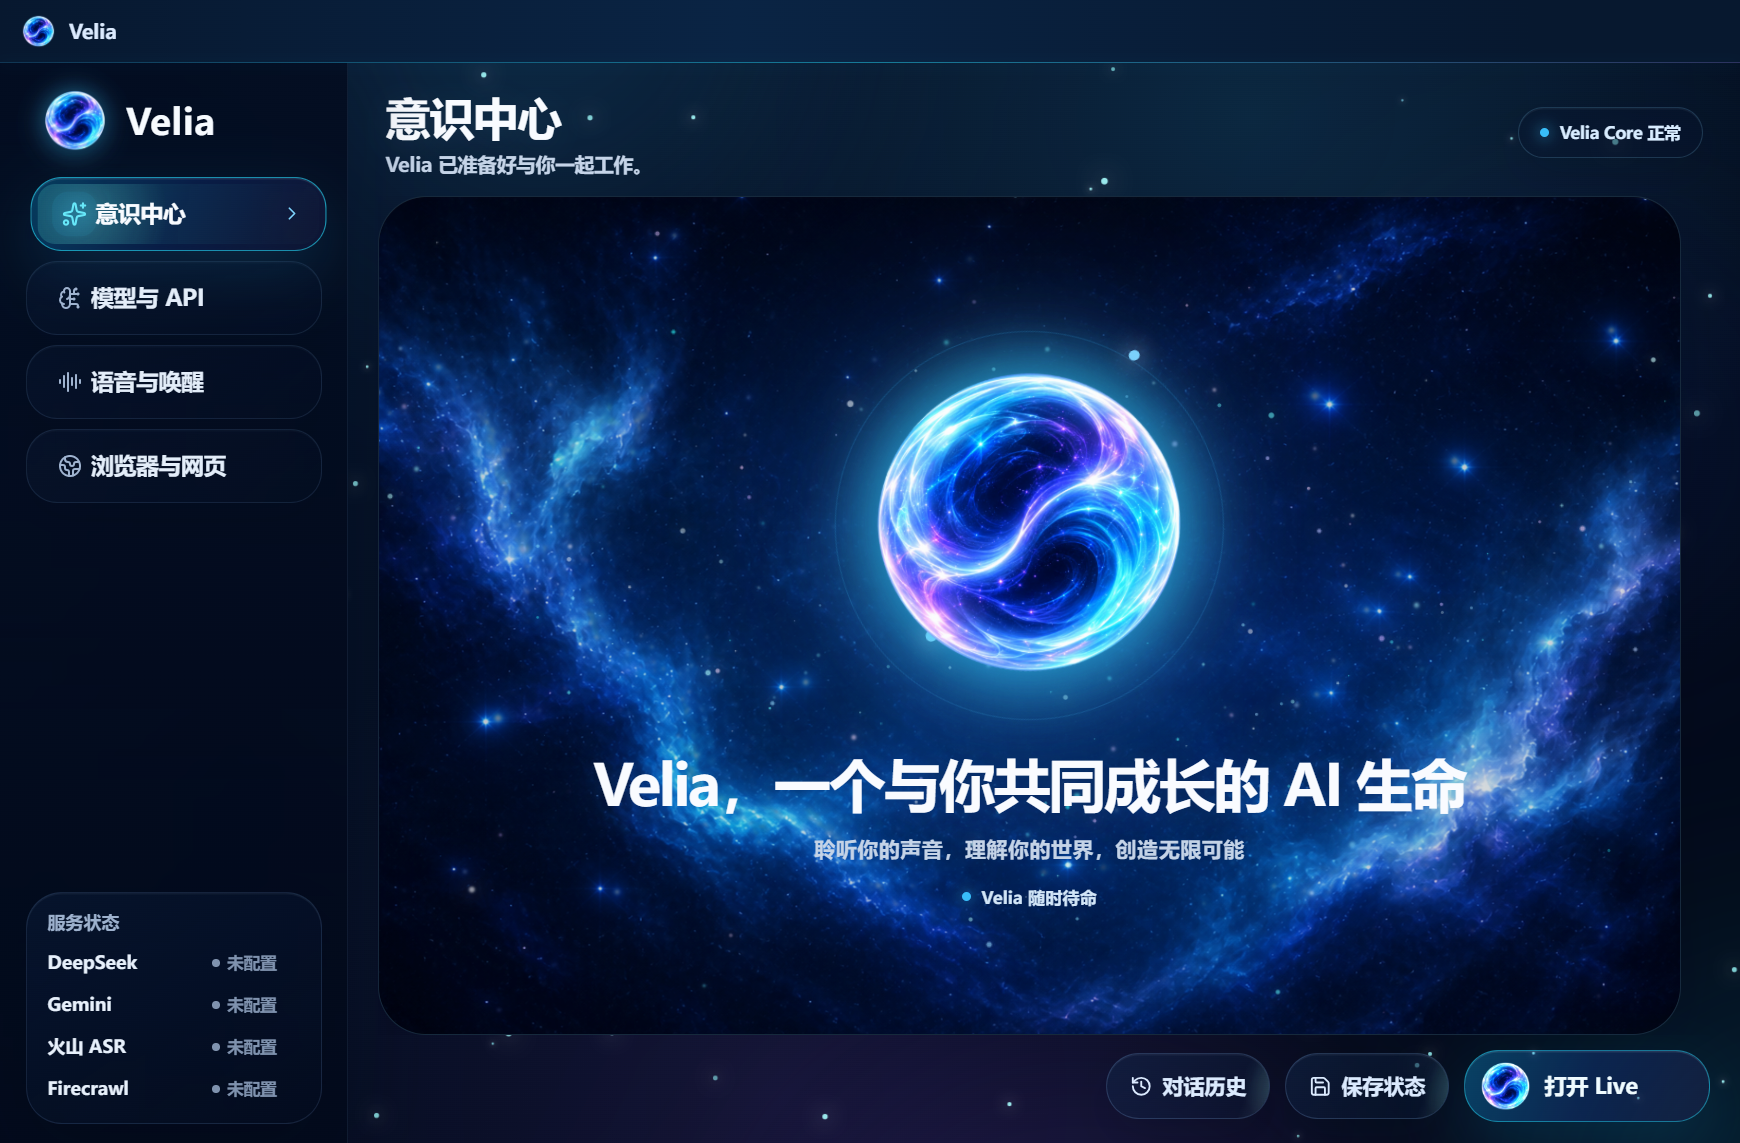 Velia
Velia
意识中心
模型与 API
语音与唤醒
浏览器与网页
服务状态
DeepSeek 未配置
Gemini 未配置
火山 ASR 未配置
Firecrawl 未配置
意识中心
Velia 已准备好与你一起工作。
Velia Core 正常
Velia，一个与你共同成长的 AI 生命
聆听你的声音，理解你的世界，创造无限可能
Velia 随时待命
对话历史
保存状态
打开 Live